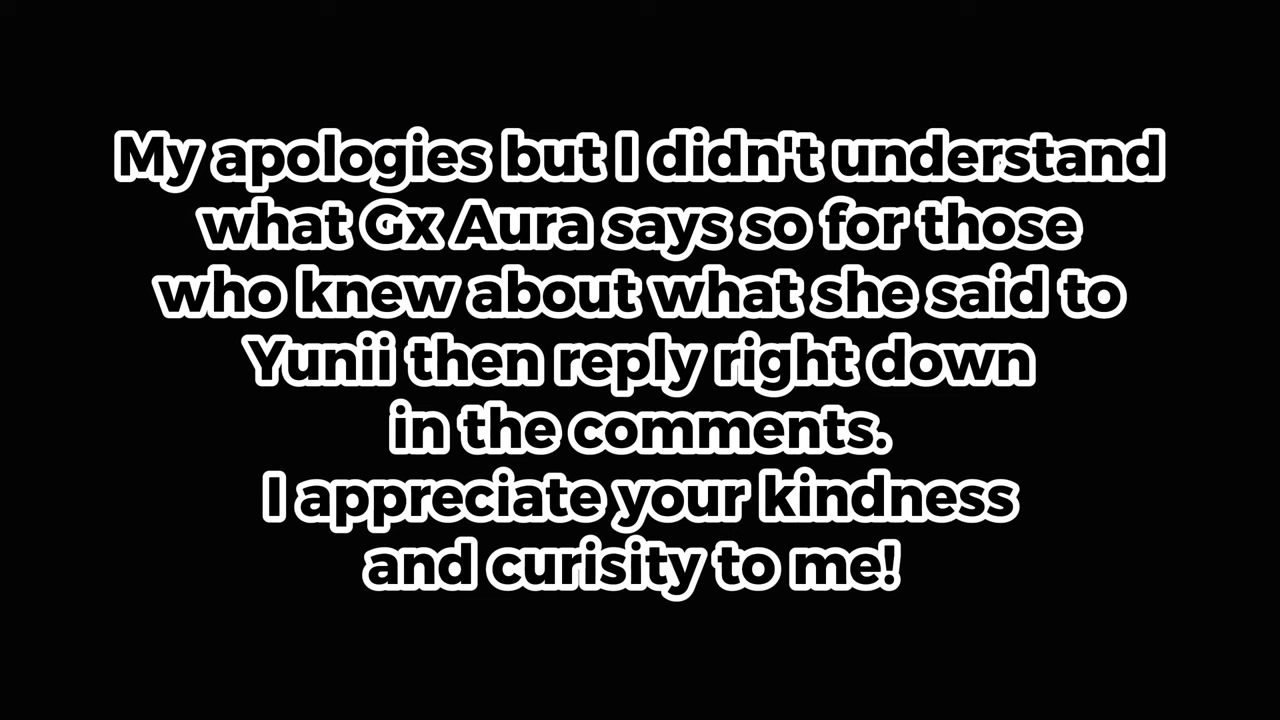 My apologies but I didn't understand
what Gx Aura says so for those
who knew about what she said to
Yunii then reply right down
in the comments.
I appreciate your kindness
and curisity to me!